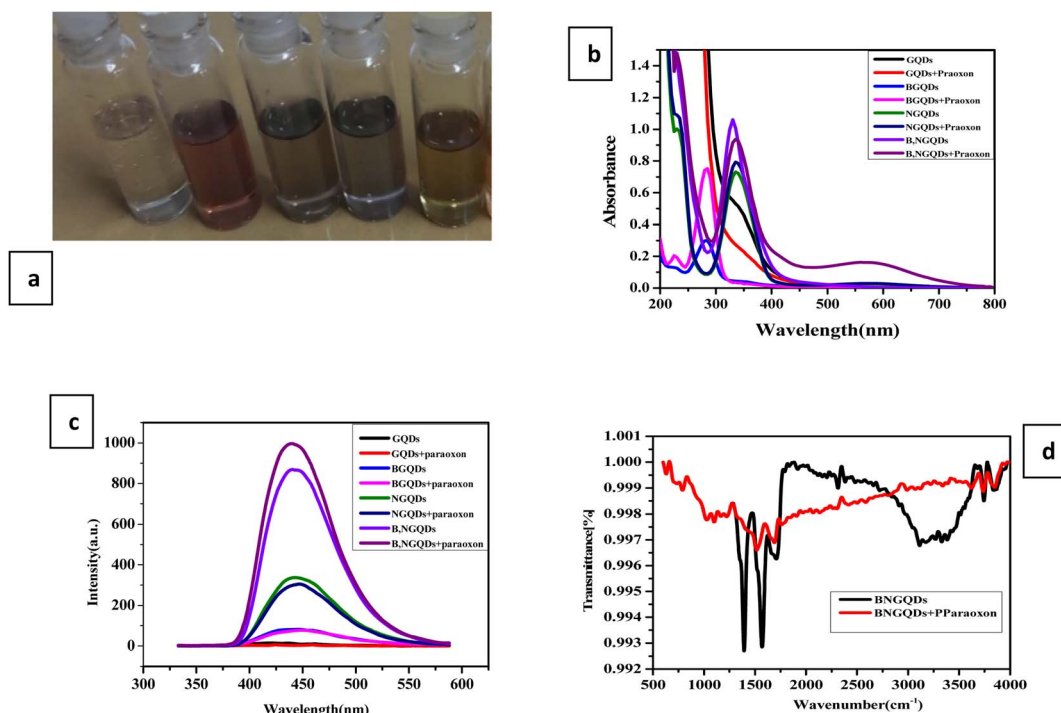 a
b
Absorbance
1.4
1.2
1.0
0.8
0.6
0.4
0.2
0.0
200 300 400 500 600 700 800
Wavelength(nm)
GQDs
GQDs+Praoxon
BGQDs
BGQDs+Praoxon
NGQDs
NGQDs+Praoxon
B,NGQDs
B,NGQDs+Praoxon
c
Intensity(a.u.)
1000
800
600
400
200
0
300 350 400 450 500 550 600
Wavelength(nm)
GQDs
GQDs+paraoxon
BGQDs
BGQDs+paraoxon
NGQDs
NGQDs+paraoxon
B,NGQDs
B,NGQDs+paraoxon
d
Transmittance[%]
1.001
1.000
0.999
0.998
0.997
0.996
0.995
0.994
0.993
0.992
500 1000 1500 2000 2500 3000 3500 4000
Wavenumber(cm-1)
BNGQDs
BNGQDs+PParaoxon